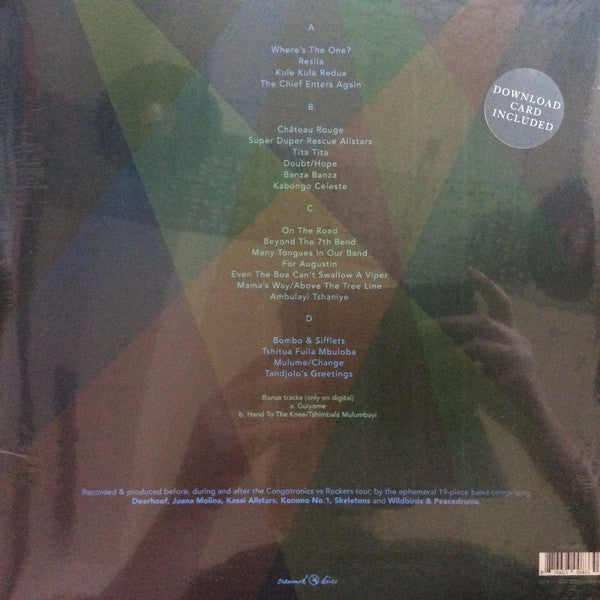 A
Where's The One?
Resila
Kule Kule Redux
The Chief Enters Again
DOWNLOAD
CARD
INCLUDED
B
Château Rouge
Super Duper Rescue Allstars
Tita Tita
Doubt/Hope
Banza Banza
Kabongo Celeste
C
On The Road
Beyond The 7th Bend
Many Tongues In Our Band
For Augustin
Even The Boa Can't Swallow A Viper
Mama's Way/Above The Tree Line
Ambulayi Tshaniye
D
Bombo & Sifflets
Tshitua Fuila Mbuloba
Mulume/Change
Tandjolo's Greetings
Bonus tracks (only on digital)
a. Guiyome
b. Hand To The Knee/Tshimbala Mulumbayi
Recorded & produced before, during and after the Congotronics vs Rockers tour, by the ephemeral 19-piece band comprising
Deerhoof, Juana Molina, Kasai Allstars, Konono No.1, Skeletons and Wildbirds & Peacedrums.
crammed discs